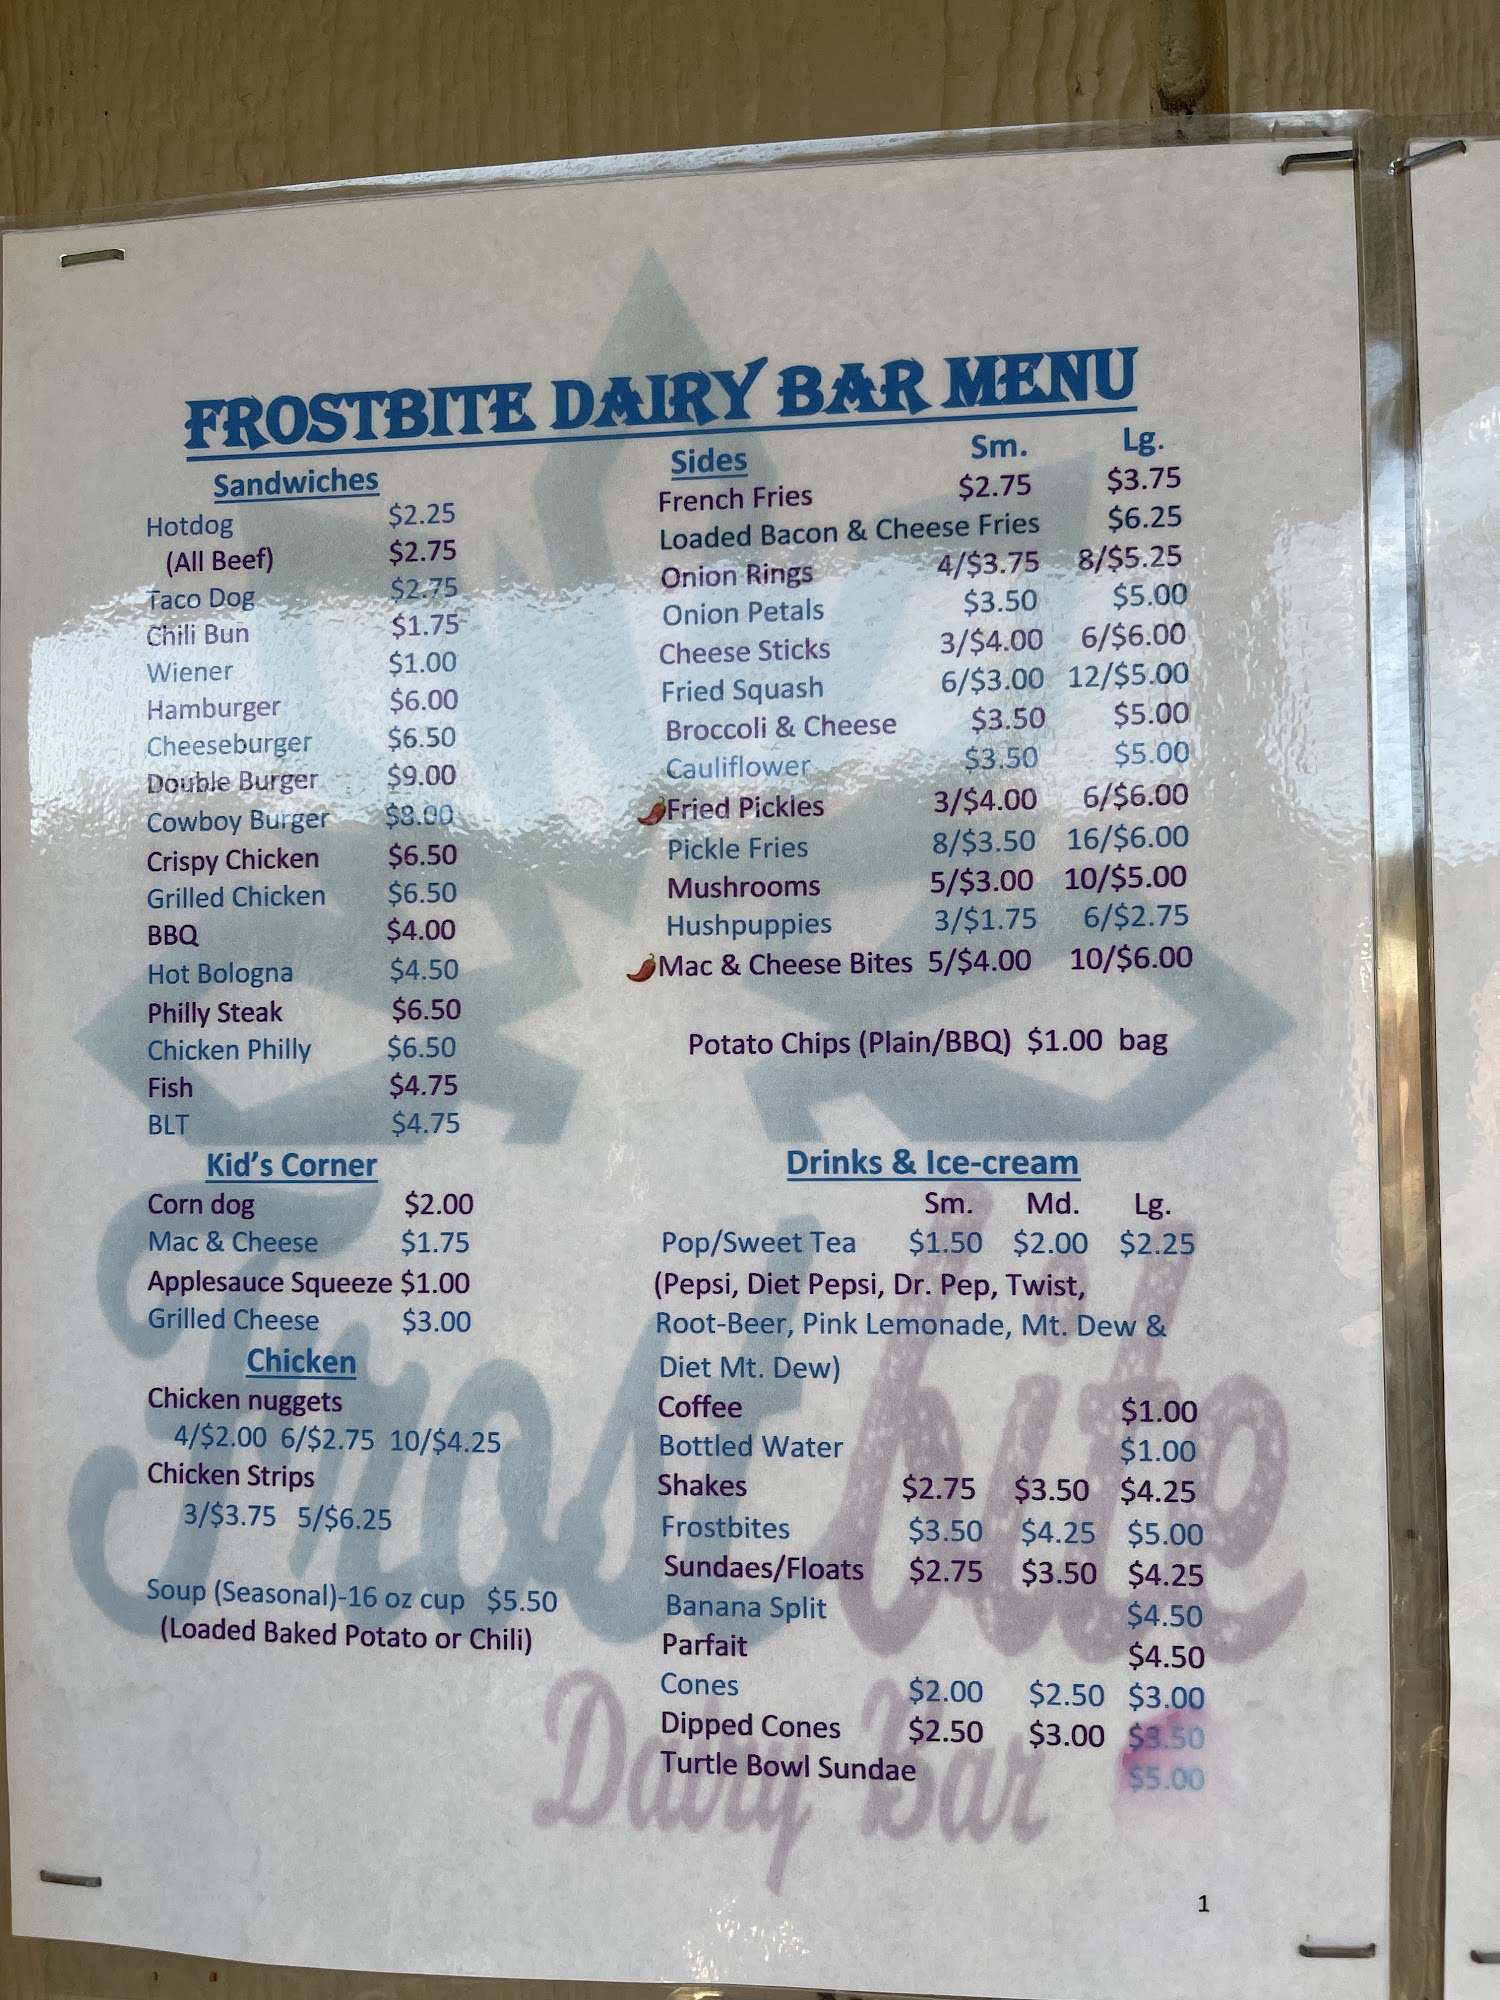 FROSTBITE DAIRY BAR MENU
Sandwiches
Hotdog $2.25
(All Beef) $2.75
Taco Dog $2.75
Chili Bun $1.75
Wiener $1.00
Hamburger $6.00
Cheeseburger $6.50
Double Burger $9.00
Cowboy Burger $8.00
Crispy Chicken $6.50
Grilled Chicken $6.50
BBQ $4.00
Hot Bologna $4.50
Philly Steak $6.50
Chicken Philly $6.50
Fish $4.75
BLT $4.75
Kid's Corner
Corn dog $2.00
Mac & Cheese $1.75
Applesauce Squeeze $1.00
Grilled Cheese $3.00
Chicken
Chicken nuggets
4/$2.00 6/$2.75 10/$4.25
Chicken Strips
3/$3.75 5/$6.25
Soup (Seasonal)-16 oz cup $5.50
(Loaded Baked Potato or Chili)
Sides Sm. Lg.
French Fries $2.75 $3.75
Loaded Bacon & Cheese Fries $6.25
Onion Rings 4/$3.75 8/$5.25
Onion Petals $3.50 $5.00
Cheese Sticks 3/$4.00 6/$6.00
Fried Squash 6/$3.00 12/$5.00
Broccoli & Cheese $3.50 $5.00
Cauliflower $3.50 $5.00
Fried Pickles 3/$4.00 6/$6.00
Pickle Fries 8/$3.50 16/$6.00
Mushrooms 5/$3.00 10/$5.00
Hushpuppies 3/$1.75 6/$2.75
Mac & Cheese Bites 5/$4.00 10/$6.00
Potato Chips (Plain/BBQ) $1.00 bag
Drinks & Ice-cream
Sm. Md. Lg.
Pop/Sweet Tea $1.50 $2.00 $2.25
(Pepsi, Diet Pepsi, Dr. Pep, Twist,
Root-Beer, Pink Lemonade, Mt. Dew &
Diet Mt. Dew)
Coffee $1.00
Bottled Water $1.00
Shakes $2.75 $3.50 $4.25
Frostbites $3.50 $4.25 $5.00
Sundaes/Floats $2.75 $3.50 $4.25
Banana Split $4.50
Parfait $4.50
Cones $2.00 $2.50 $3.00
Dipped Cones $2.50 $3.00 $3.50
Turtle Bowl Sundae $5.00
Frostbite
Dairy Bar
1